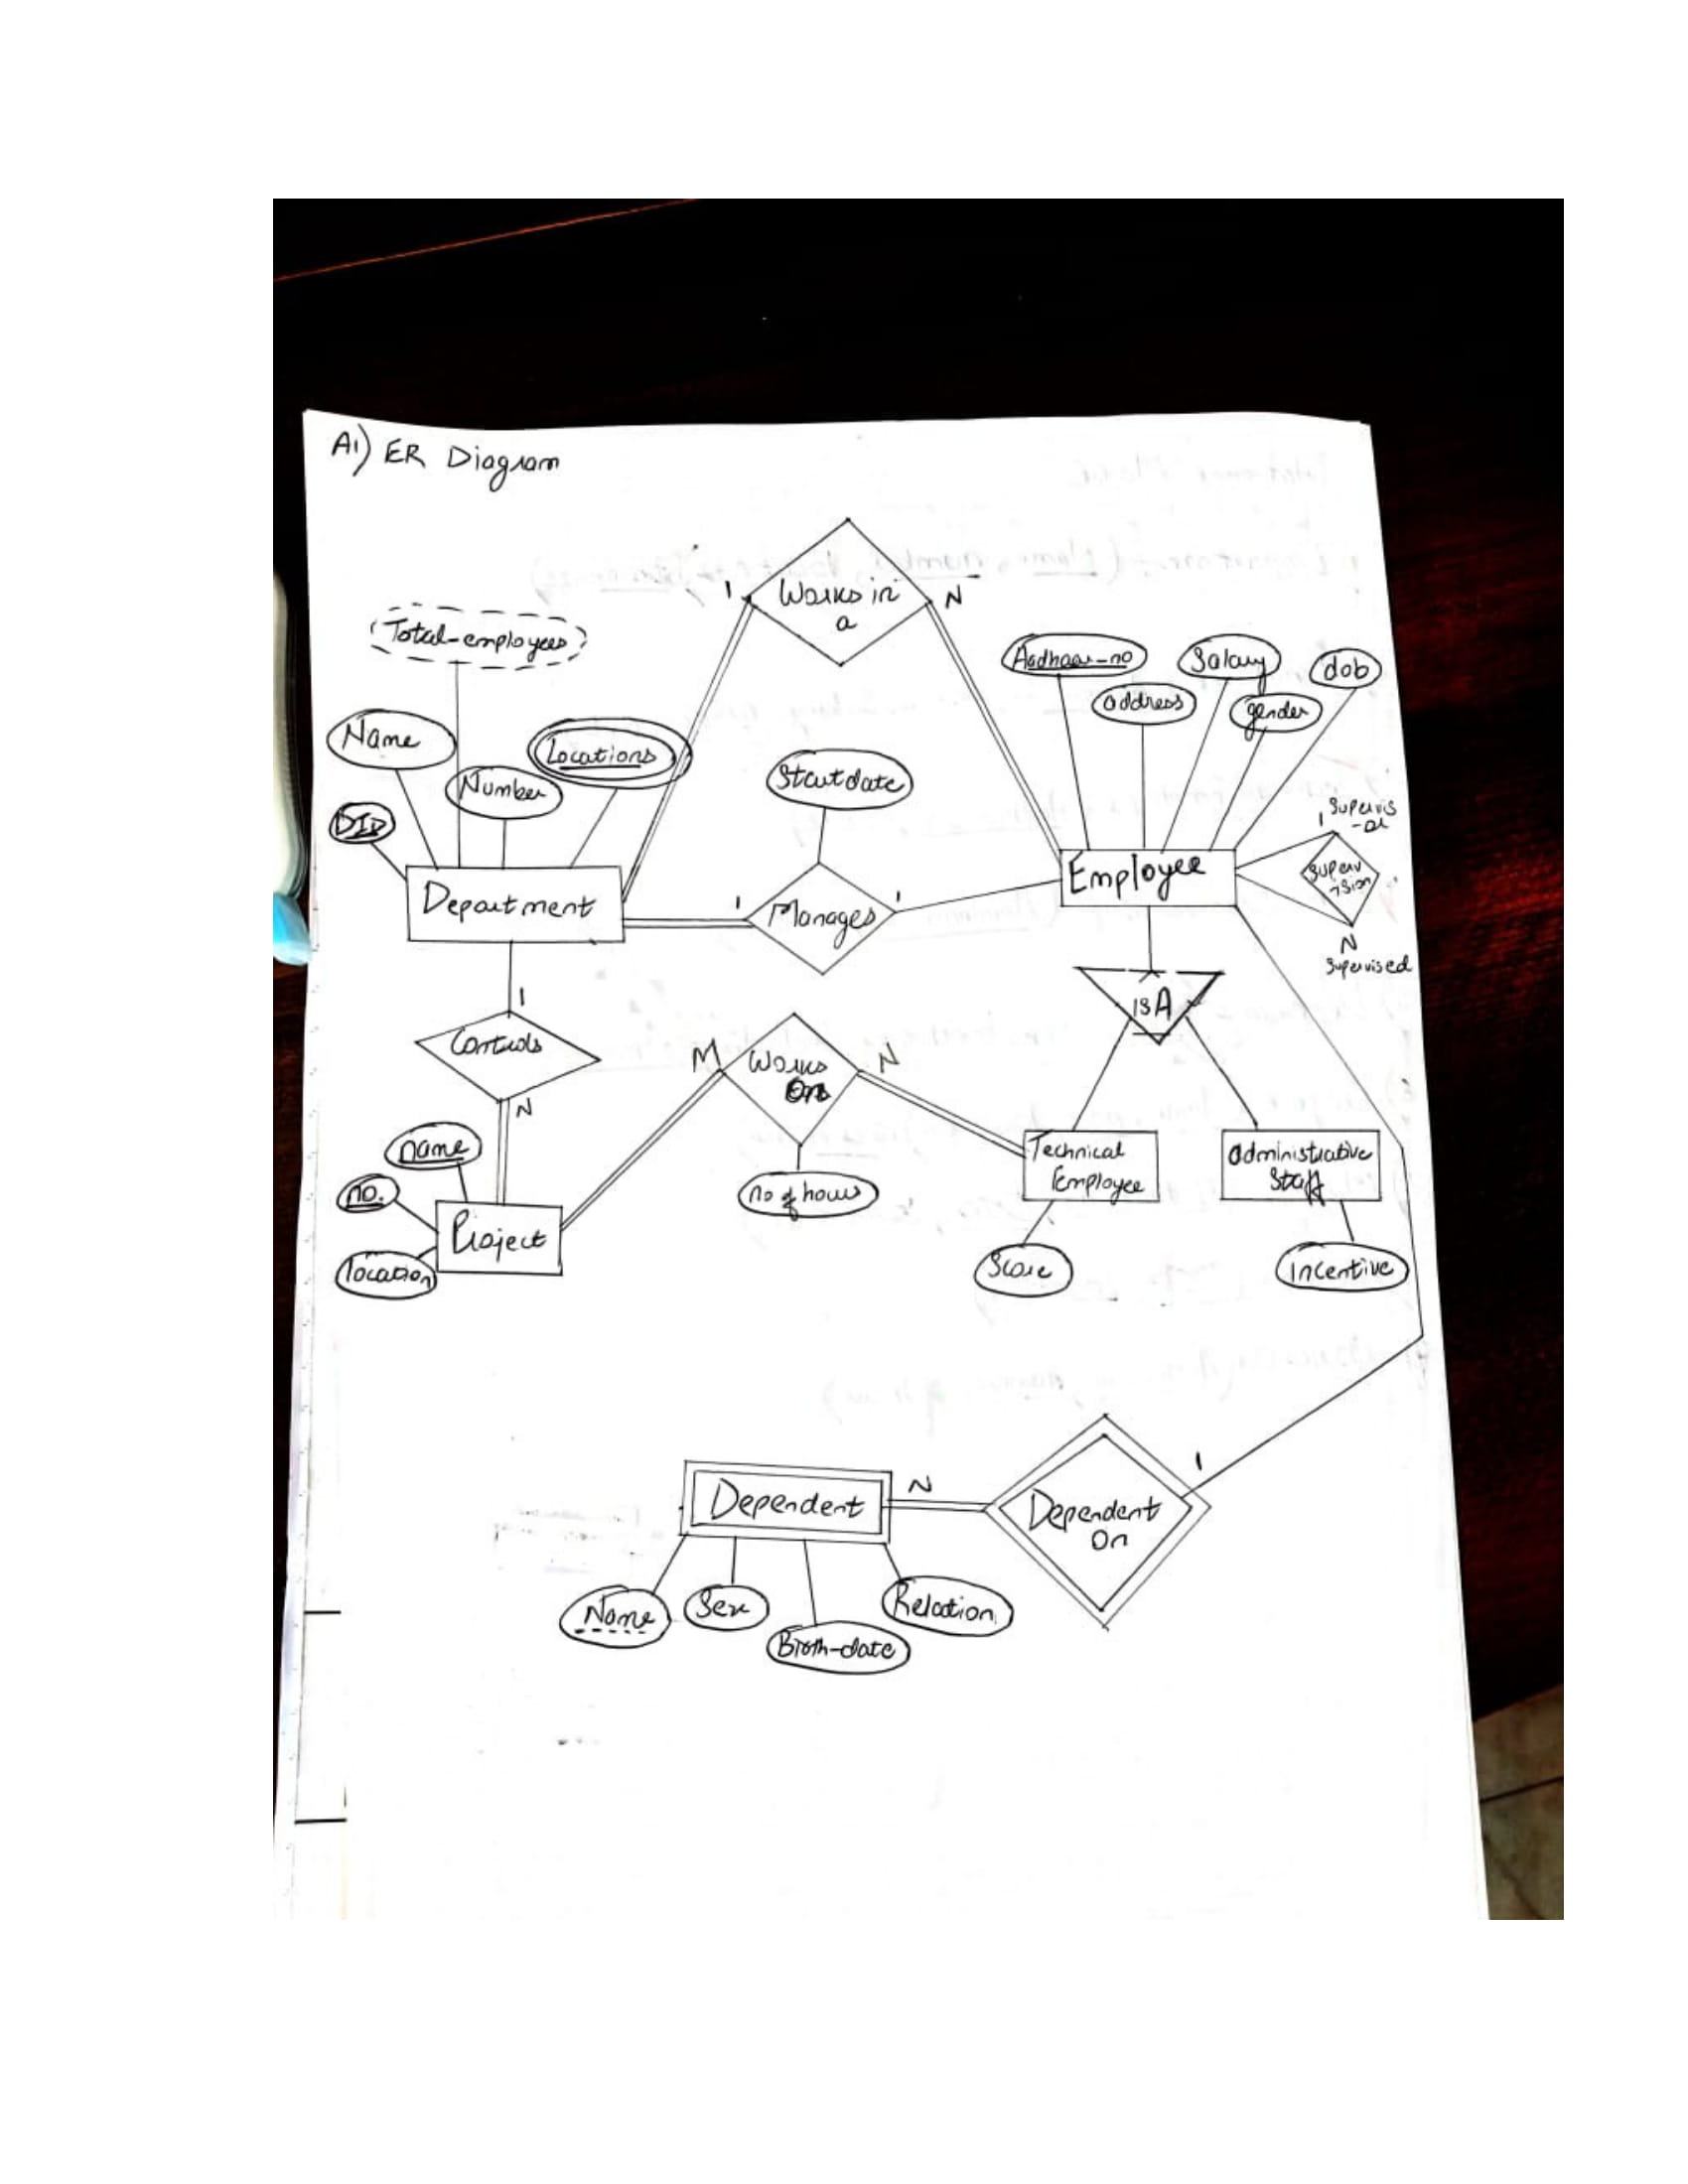 A1) ER Diagram
Works in
a
1
N
Total-employees
Aadhaar-no
Salary
dob
address
gender
Name
Locations
Number
Startdate
DID
1 Supervis
-or
Superv
ision
N
Supervised
Employee
Department
1
Manages
1
ISA
1
Controls
N
M
Works
On
N
name
no.
location
Project
no of hours
Technical
Employee
Administrative
Staff
Score
Incentive
1
Dependent
N
Dependent
On
Name
Sex
Birth-date
Relation